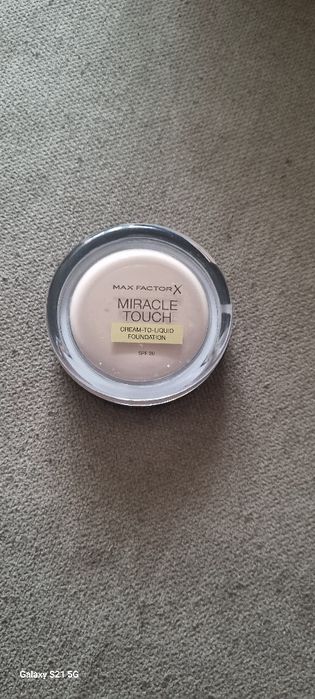 MAX FACTOR X
MIRACLE
TOUCH
CREAM-TO-LIQUID
FOUNDATION
SPF 30
Galaxy S21 5G